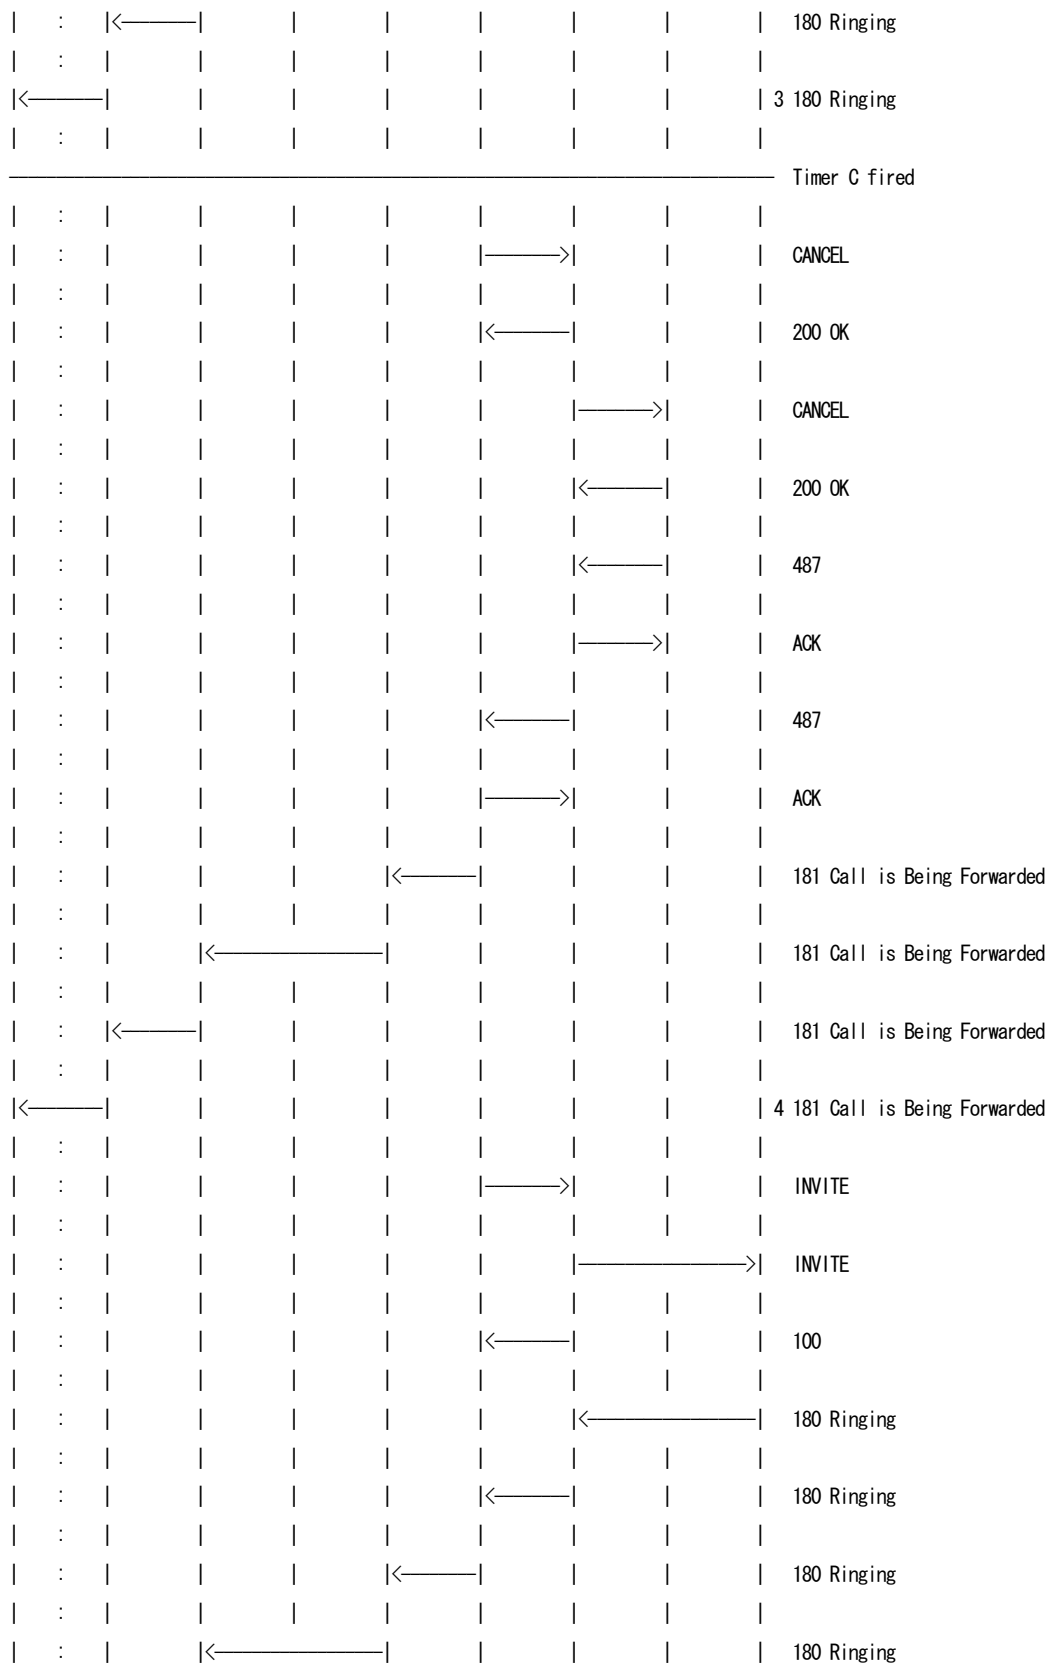 180 Ringing
3 180 Ringing
Timer C fired
CANCEL
200 OK
CANCEL
200 OK
487
ACK
487
ACK
181 Call is Being Forwarded
181 Call is Being Forwarded
181 Call is Being Forwarded
4 181 Call is Being Forwarded
INVITE
INVITE
100
180 Ringing
180 Ringing
180 Ringing
180 Ringing